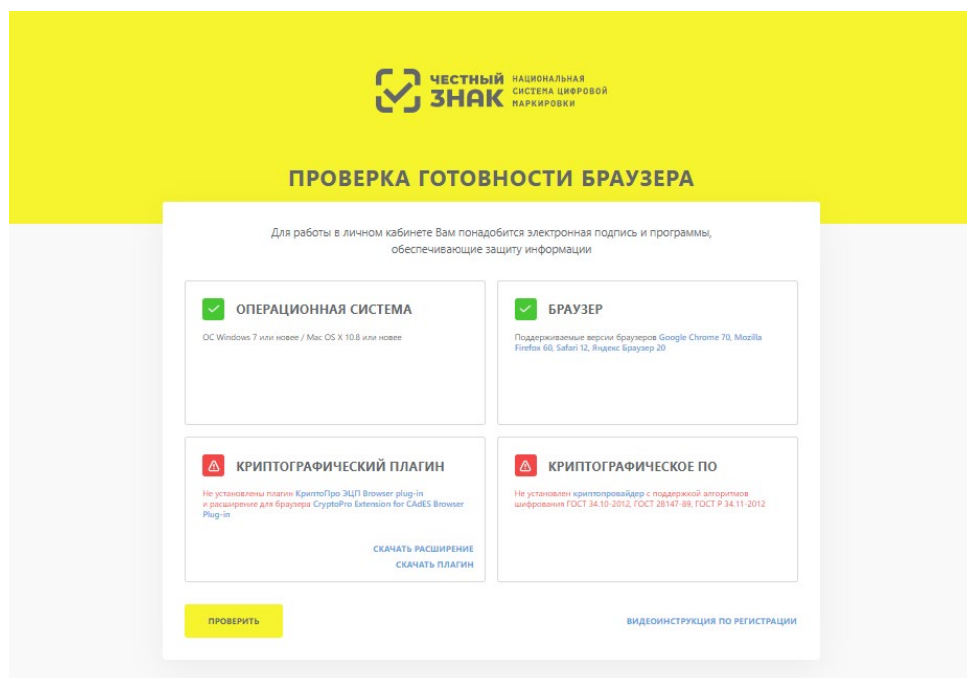 ЧЕСТНЫЙ
ЗНАК
НАЦИОНАЛЬНАЯ
СИСТЕМА ЦИФРОВОЙ
МАРКИРОВКИ
ПРОВЕРКА ГОТОВНОСТИ БРАУЗЕРА
Для работы в личном кабинете Вам понадобится электронная подпись и программы,
обеспечивающие защиту информации
ОПЕРАЦИОННАЯ СИСТЕМА
ОС Windows 7 или новее / Mac OS X 10.8 или новее
БРАУЗЕР
Поддерживаемые версии браузеров Google Chrome 70, Mozilla
Firefox 60, Safari 12, Яндекс Браузер 20
КРИПТОГРАФИЧЕСКИЙ ПЛАГИН
Не установлены плагин КриптоПро ЭЦП Browser plug-in
и расширение для браузера CryptoPro Extension for CAdES Browser
Plug-in
СКАЧАТЬ РАСШИРЕНИЕ
СКАЧАТЬ ПЛАГИН
КРИПТОГРАФИЧЕСКОЕ ПО
Не установлен криптопровайдер с поддержкой алгоритмов
шифрования ГОСТ 34.10-2012, ГОСТ 28147-89, ГОСТ Р 34.11-2012
ПРОВЕРИТЬ
ВИДЕОИНСТРУКЦИЯ ПО РЕГИСТРАЦИИ